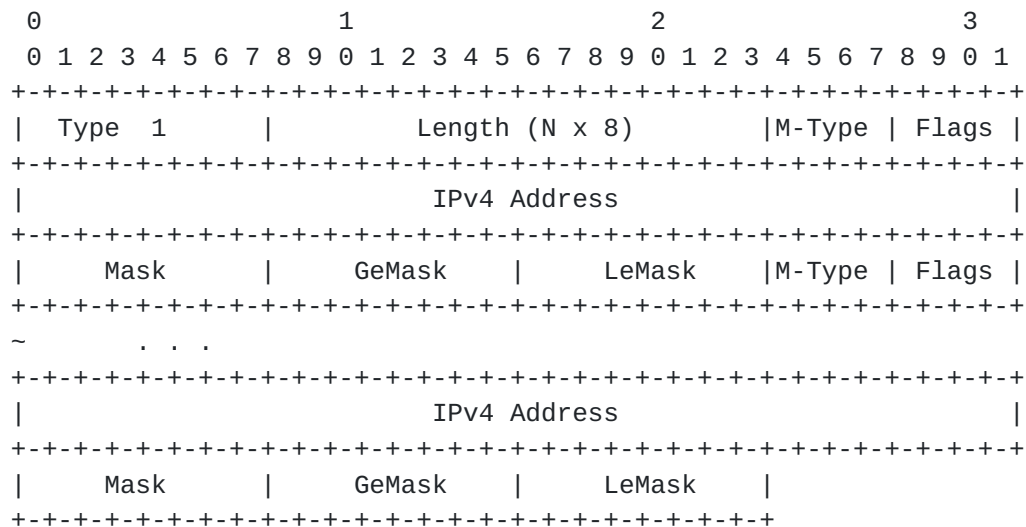 0                   1                   2                   3
 0 1 2 3 4 5 6 7 8 9 0 1 2 3 4 5 6 7 8 9 0 1 2 3 4 5 6 7 8 9 0 1
+-+-+-+-+-+-+-+-+-+-+-+-+-+-+-+-+-+-+-+-+-+-+-+-+-+-+-+-+-+-+-+-+
|  Type  1      |         Length (N x 8)        |M-Type | Flags |
+-+-+-+-+-+-+-+-+-+-+-+-+-+-+-+-+-+-+-+-+-+-+-+-+-+-+-+-+-+-+-+-+
|                          IPv4 Address                         |
+-+-+-+-+-+-+-+-+-+-+-+-+-+-+-+-+-+-+-+-+-+-+-+-+-+-+-+-+-+-+-+-+
|     Mask      |     GeMask    |     LeMask    |M-Type | Flags |
+-+-+-+-+-+-+-+-+-+-+-+-+-+-+-+-+-+-+-+-+-+-+-+-+-+-+-+-+-+-+-+-+
~       . . .
+-+-+-+-+-+-+-+-+-+-+-+-+-+-+-+-+-+-+-+-+-+-+-+-+-+-+-+-+-+-+-+-+
|                          IPv4 Address                         |
+-+-+-+-+-+-+-+-+-+-+-+-+-+-+-+-+-+-+-+-+-+-+-+-+-+-+-+-+-+-+-+-+
|     Mask      |     GeMask    |     LeMask    |
+-+-+-+-+-+-+-+-+-+-+-+-+-+-+-+-+-+-+-+-+-+-+-+-+